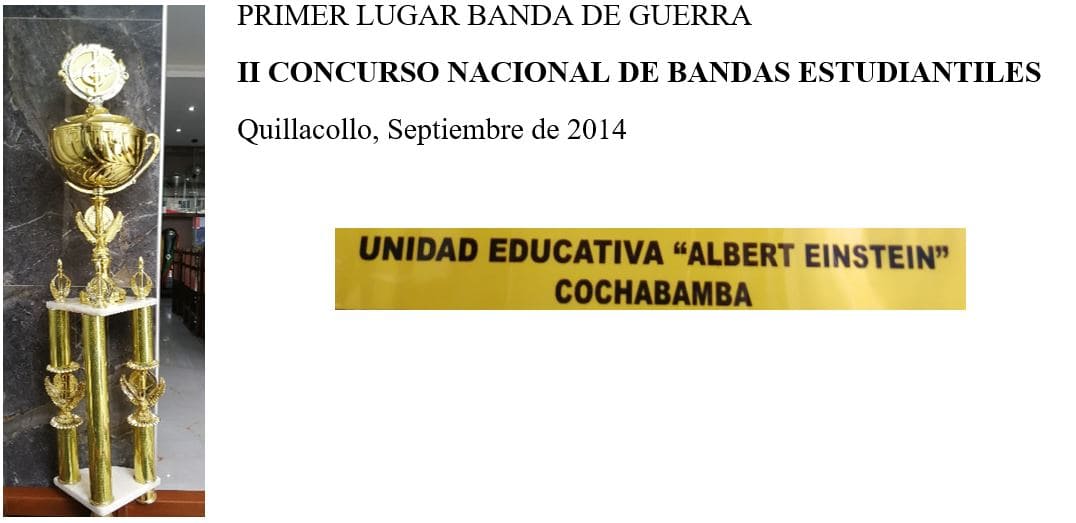 PRIMER LUGAR BANDA DE GUERRA
II CONCURSO NACIONAL DE BANDAS ESTUDIANTILES
Quillacollo, Septiembre de 2014
UNIDAD EDUCATIVA “ALBERT EINSTEIN”
COCHABAMBA